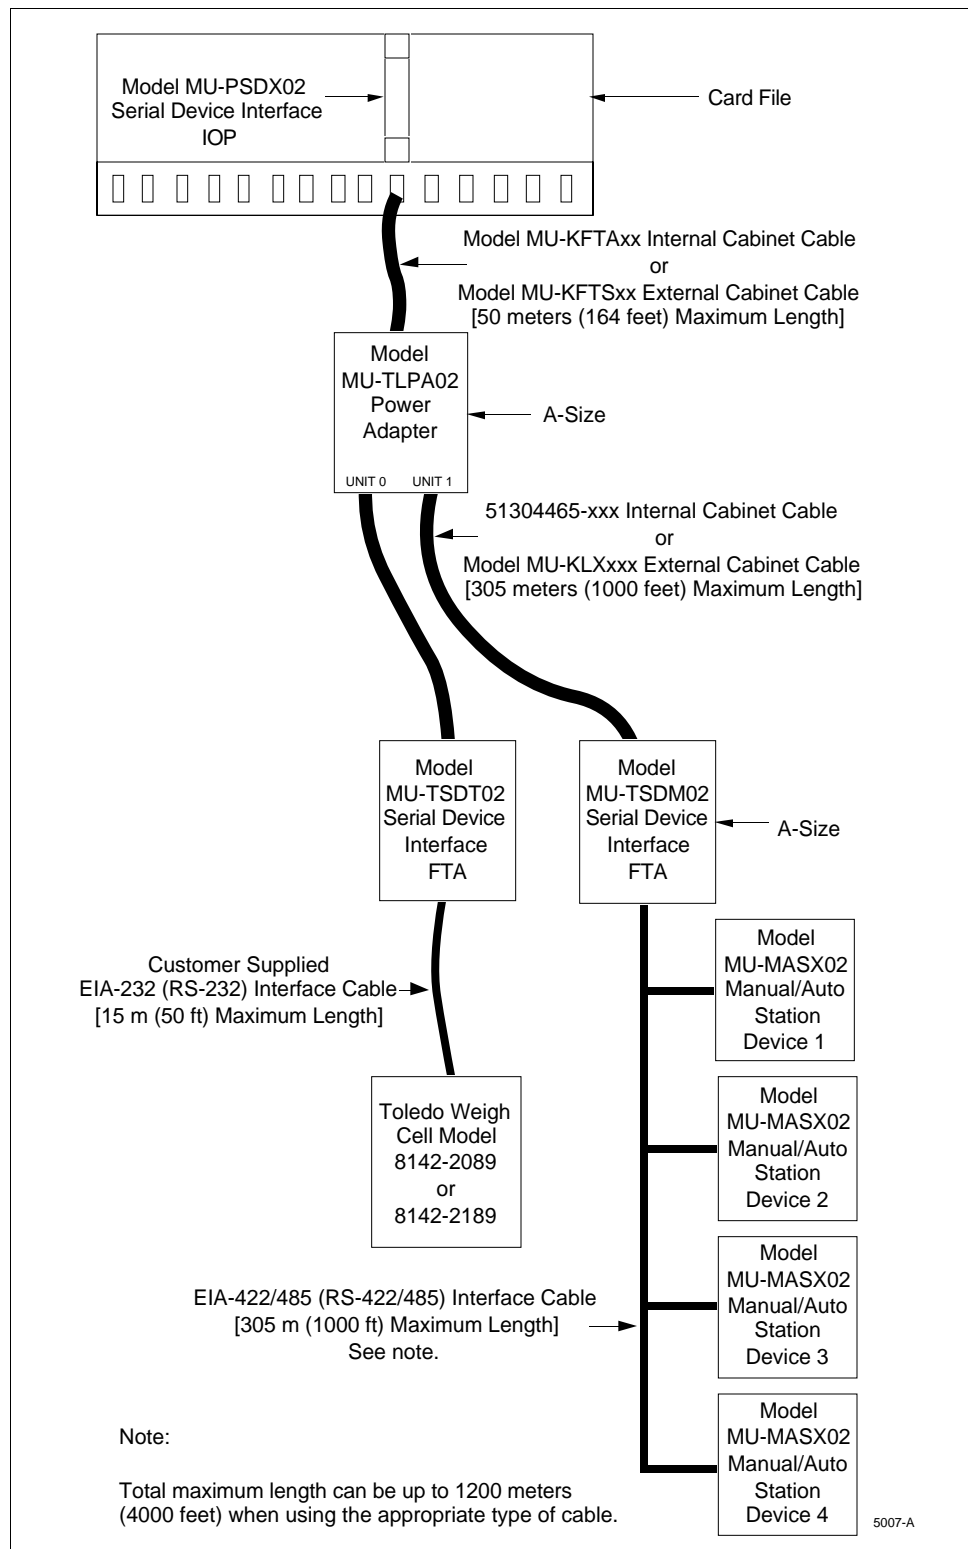 Model MU-PSDX02
Serial Device Interface
IOP
Card File
Model MU-KFTAxx Internal Cabinet Cable
or
Model MU-KFTSxx External Cabinet Cable
[50 meters (164 feet) Maximum Length]
Model
MU-TLPA02
Power
Adapter
A-Size
UNIT 0
UNIT 1
51304465-xxx Internal Cabinet Cable
or
Model MU-KLXxxx External Cabinet Cable
[305 meters (1000 feet) Maximum Length]
Model
MU-TSDT02
Serial Device
Interface
FTA
Model
MU-TSDM02
Serial Device
Interface
FTA
A-Size
Customer Supplied
EIA-232 (RS-232) Interface Cable
[15 m (50 ft) Maximum Length]
Model
MU-MASX02
Manual/Auto
Station
Device 1
Toledo Weigh
Cell Model
8142-2089
or
8142-2189
Model
MU-MASX02
Manual/Auto
Station
Device 2
EIA-422/485 (RS-422/485) Interface Cable
[305 m (1000 ft) Maximum Length]
See note.
Model
MU-MASX02
Manual/Auto
Station
Device 3
Model
MU-MASX02
Manual/Auto
Station
Device 4
Note:
Total maximum length can be up to 1200 meters
(4000 feet) when using the appropriate type of cable.
5007-A